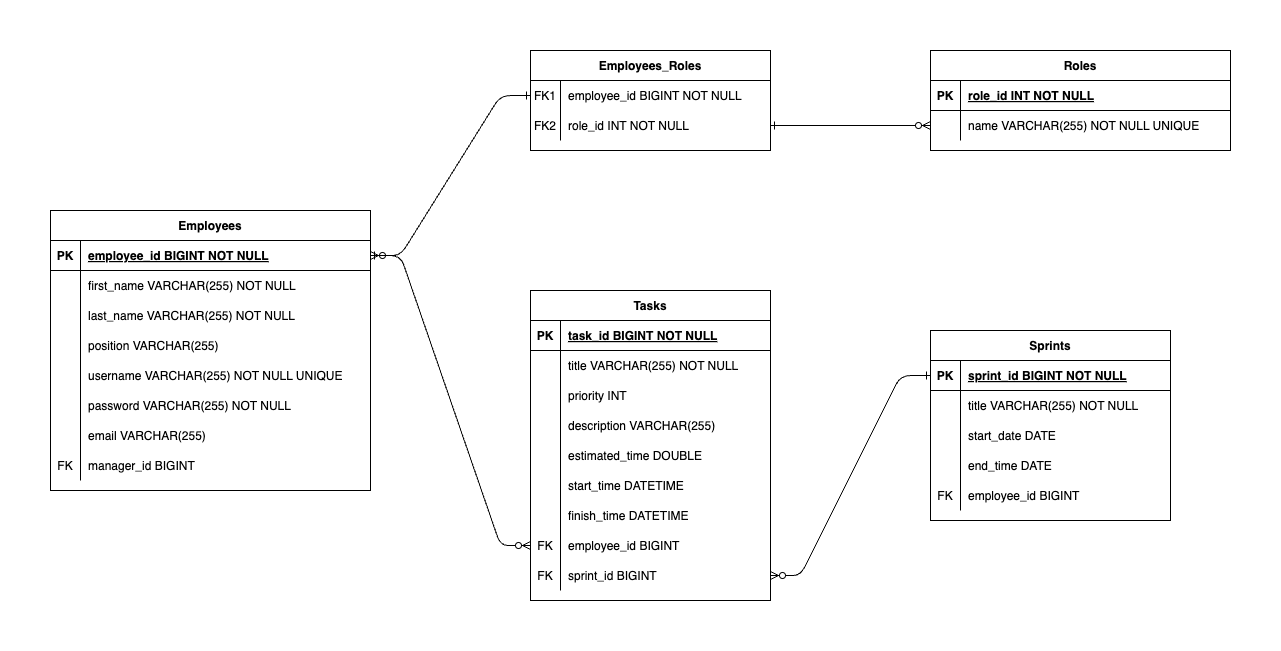 Employees_Roles
FK1 employee_id BIGINT NOT NULL
FK2 role_id INT NOT NULL
Roles
PK role_id INT NOT NULL
name VARCHAR(255) NOT NULL UNIQUE
Employees
PK employee_id BIGINT NOT NULL
first_name VARCHAR(255) NOT NULL
last_name VARCHAR(255) NOT NULL
position VARCHAR(255)
username VARCHAR(255) NOT NULL UNIQUE
password VARCHAR(255) NOT NULL
email VARCHAR(255)
FK manager_id BIGINT
Tasks
PK task_id BIGINT NOT NULL
title VARCHAR(255) NOT NULL
priority INT
description VARCHAR(255)
estimated_time DOUBLE
start_time DATETIME
finish_time DATETIME
FK employee_id BIGINT
FK sprint_id BIGINT
Sprints
PK sprint_id BIGINT NOT NULL
title VARCHAR(255) NOT NULL
start_date DATE
end_time DATE
FK employee_id BIGINT